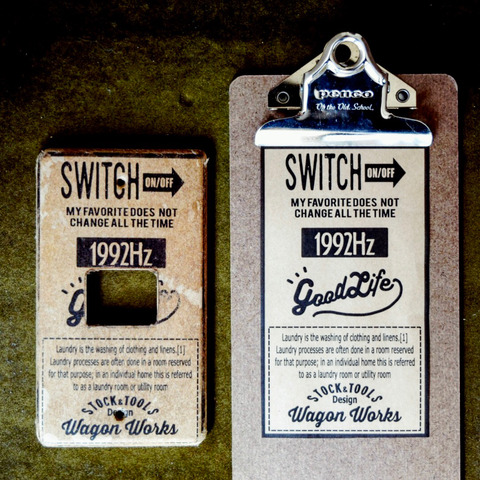 SWITCH ON/OFF
MY FAVORITE DOES NOT
CHANGE ALL THE TIME
1992Hz
G
Laundry is the washing of clothing and linens.[1]
Laundry processes are often done in a room reserved
for that purpose; in an individual home this is referred
to as a laundry room or utility room
STOCK&TOOLS
Design
Wagon Works
penco
On the Old School.
SWITCH ON/OFF
MY FAVORITE DOES NOT
CHANGE ALL THE TIME
1992Hz
Good Life
Laundry is the washing of clothing and linens.[1]
Laundry processes are often done in a room reserved
for that purpose; in an individual home this is referred
to as a laundry room or utility room
STOCK&TOOLS
Design
Wagon Works